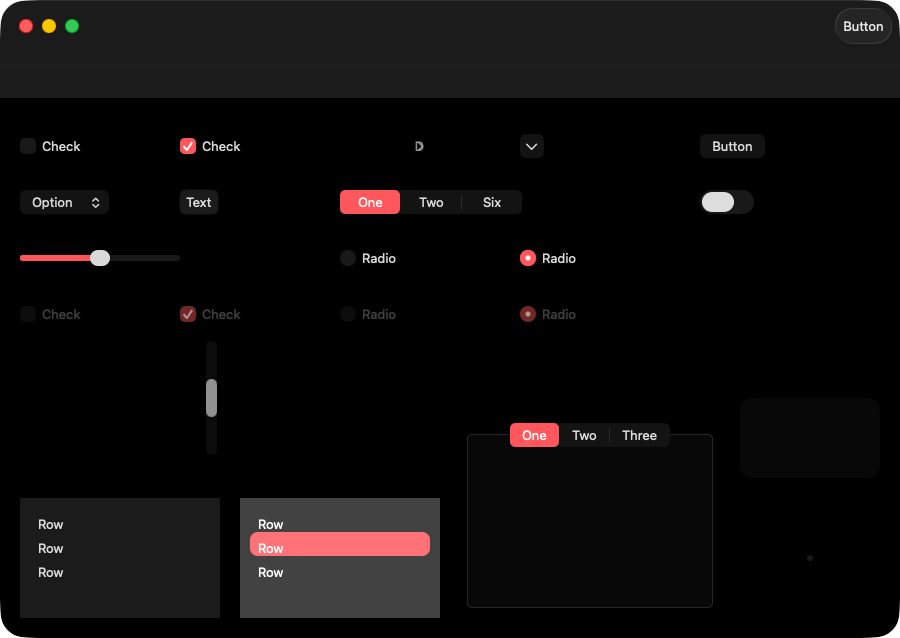 Button
Check Check Button
Option Text One Two Six
Radio Radio
Check Check Radio Radio
One Two Three
Row Row
Row Row
Row Row